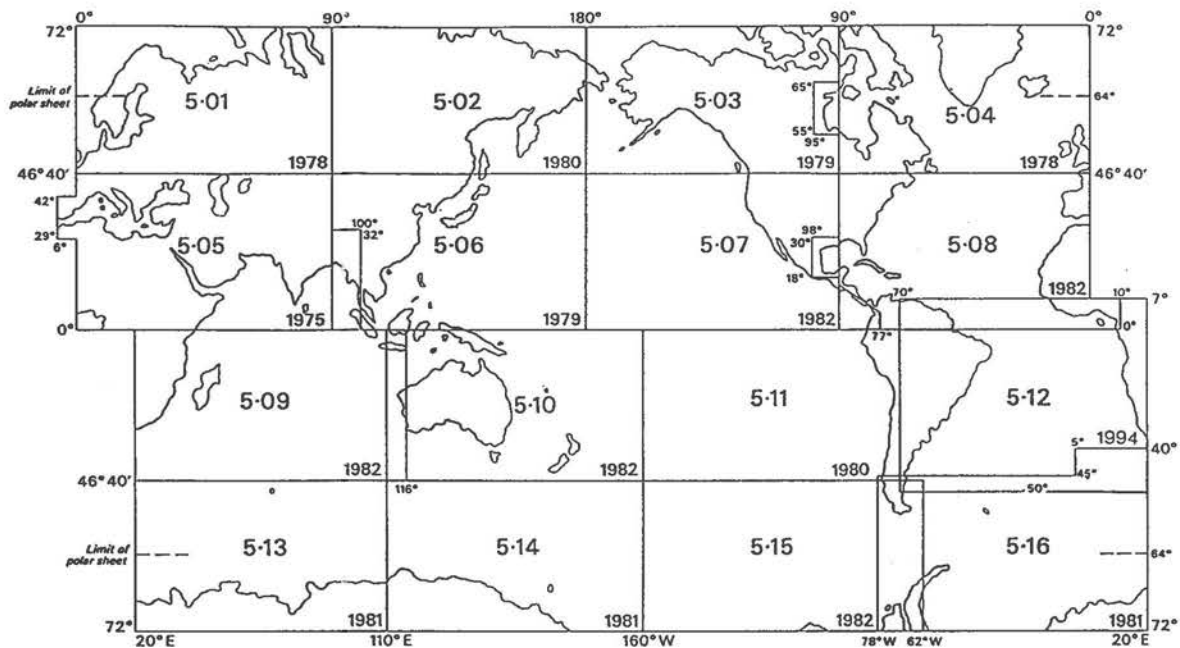 0° 90° 180° 90° 0°
72° 72°
Limit of
polar sheet
5·01 5·02 5·03 5·04
65°
64°
55°
95°
1978 1980 1979 1978
46°40' 46°40'
42°
29°
6°
100°
32°
98°
30°
18°
5·05 5·06 5·07 5·08
70°
1982
7°
10°
1975 1979 1982
0° 0°
77°
5·09 5·10 5·11 5·12
5° 1994
40°
45°
1982 1982 1980
46°40'
116° 50°
5·13 5·14 5·15 5·16
Limit of
polar sheet
64°
1981 1981 1982 1981
72° 72°
20°E 110°E 160°W 78°W 62°W 20°E